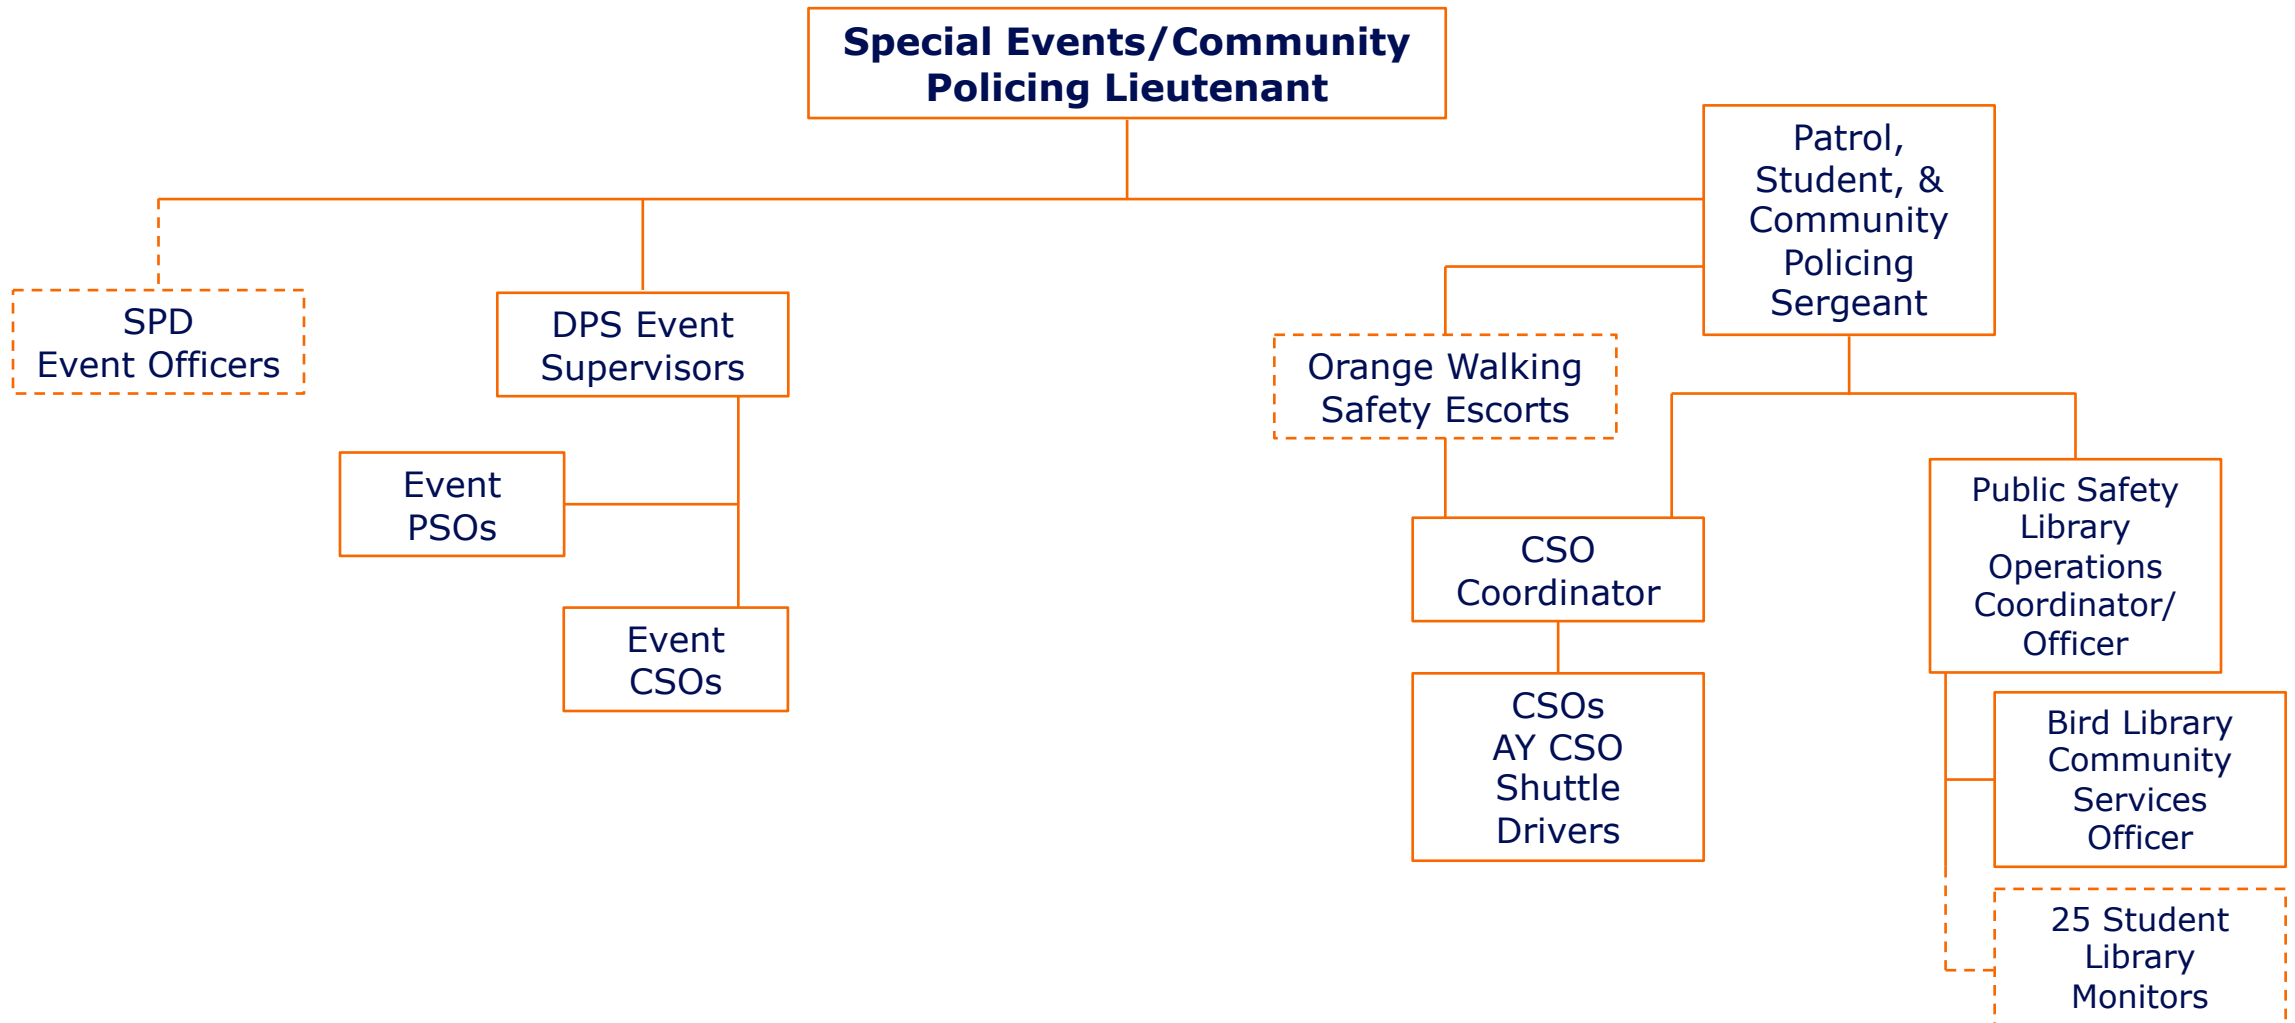 Special Events/Community
Policing Lieutenant
Patrol,
Student, &
Community
Policing
Sergeant
SPD
Event Officers
DPS Event
Supervisors
Orange Walking
Safety Escorts
Event
PSOs
Public Safety
Library
Operations
Coordinator/
Officer
CSO
Coordinator
Event
CSOs
CSOs
AY CSO
Shuttle
Drivers
Bird Library
Community
Services
Officer
25 Student
Library
Monitors